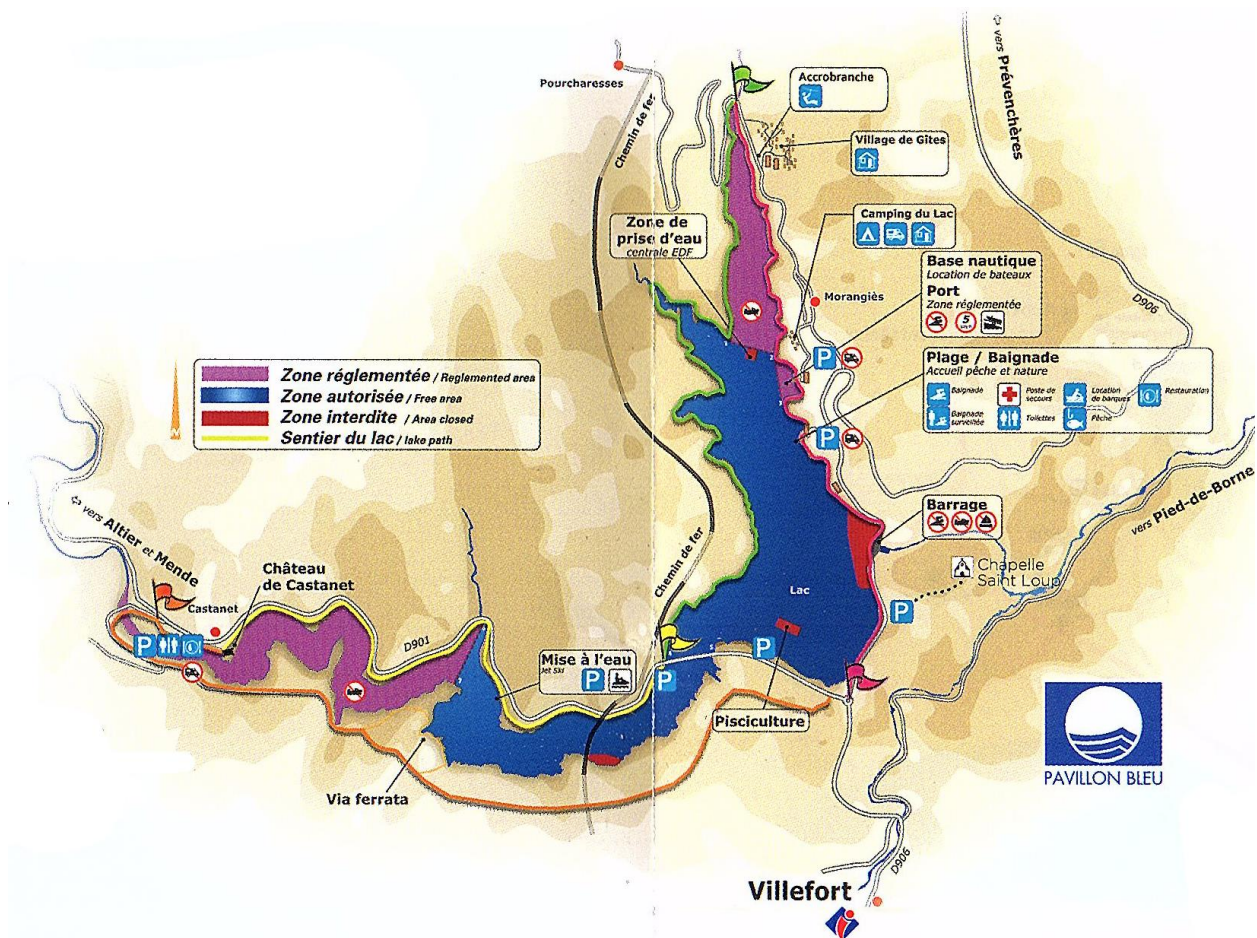 vers Prévenchères
Pourcharesses
Accrobranche
Chemin de fer
Village de Gîtes
Zone de
prise d'eau
centrale EDF
Camping du Lac
Base nautique
Location de bateaux
Port
Zone réglementée
5
Morangiès
D906
P
Plage / Baignade
Accueil pêche et nature
Baignade
Poste de
secours
Location
de barques
Restauration
Baignade
surveillée
Toilettes
Pêche
P
Zone réglementée / Reglemented area
Zone autorisée / Free area
Zone interdite / Area closed
Sentier du lac / lake path
vers Pied-de-Borne
Barrage
vers Altier et Mende
Chemin de fer
Château
de Castanet
Chapelle
Saint Loup
Lac
Castanet
P
P
D901
P
Mise à l'eau
Jet Ski
P
P
Pisciculture
PAVILLON BLEU
Via ferrata
D906
Villefort